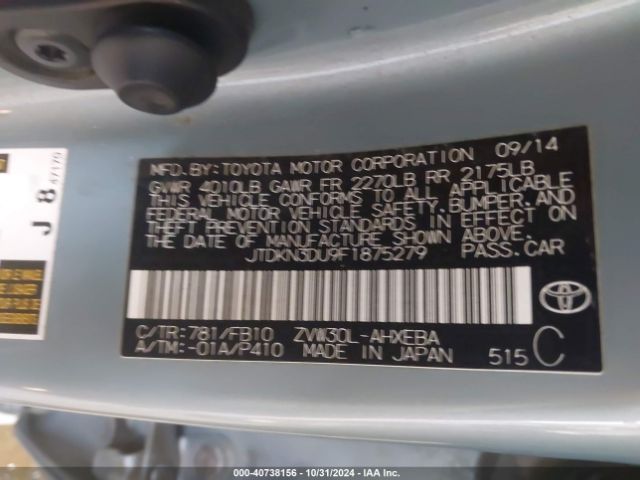 MFD.BY:TOYOTA MOTOR CORPORATION 09/14
GVWR 4010LB GAWR FR 2270LB RR 2175LB
THIS VEHICLE CONFORMS TO ALL APPLICABLE
FEDERAL MOTOR VEHICLE SAFETY,BUMPER,AND
THEFT PREVENTION STANDARDS IN EFFECT ON
THE DATE OF MANUFACTURE SHOWN ABOVE.
JTDKN3DU9F1875279 PASS.CAR
C/TR:781/FB10 ZVW30L-AHXEBA
A/TM:-01A/P410 MADE IN JAPAN 515 C
J 8 47179
000-40738156 - 10/31/2024 - IAA Inc.